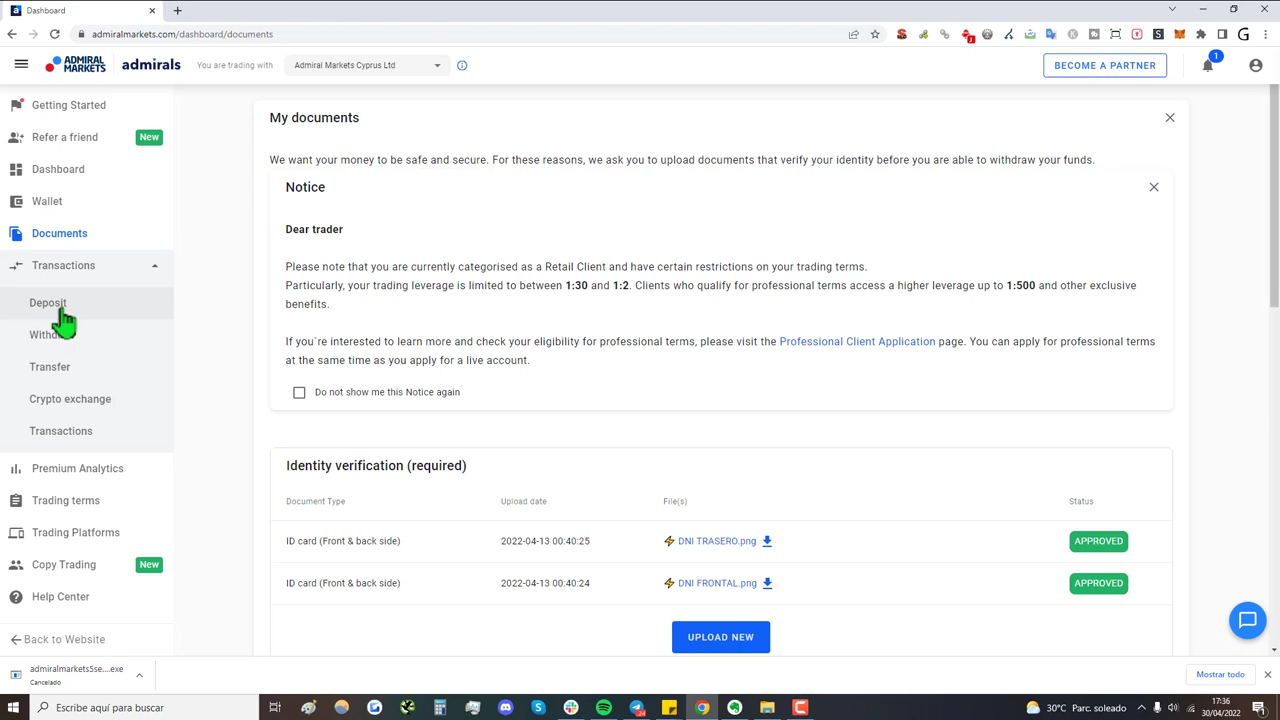 Dashboard
admiralmarkets.com/dashboard/documents
ADMIRAL MARKETS
admirals
You are trading with
Admiral Markets Cyprus Ltd
BECOME A PARTNER
1
Getting Started
Refer a friend
New
Dashboard
Wallet
Documents
Transactions
Deposit
Transfer
Crypto exchange
Transactions
Premium Analytics
Trading terms
Trading Platforms
Copy Trading
New
Help Center
Back to Website
My documents
We want your money to be safe and secure. For these reasons, we ask you to upload documents that verify your identity before you are able to withdraw your funds.
Notice
Dear trader
Please note that you are currently categorised as a Retail Client and have certain restrictions on your trading terms.
Particularly, your trading leverage is limited to between 1:30 and 1:2. Clients who qualify for professional terms access a higher leverage up to 1:500 and other exclusive
benefits.
If you`re interested to learn more and check your eligibility for professional terms, please visit the Professional Client Application page. You can apply for professional terms
at the same time as you apply for a live account.
Do not show me this Notice again
Identity verification (required)
Document Type Upload date File(s) Status
ID card (Front & back side) 2022-04-13 00:40:25 DNI TRASERO.png APPROVED
ID card (Front & back side) 2022-04-13 00:40:24 DNI FRONTAL.png APPROVED
UPLOAD NEW
admiralmarkets5se....exe
Cancelado
Mostrar todo
Escribe aquí para buscar
30°C Parc. soleado
17:36
30/04/2022